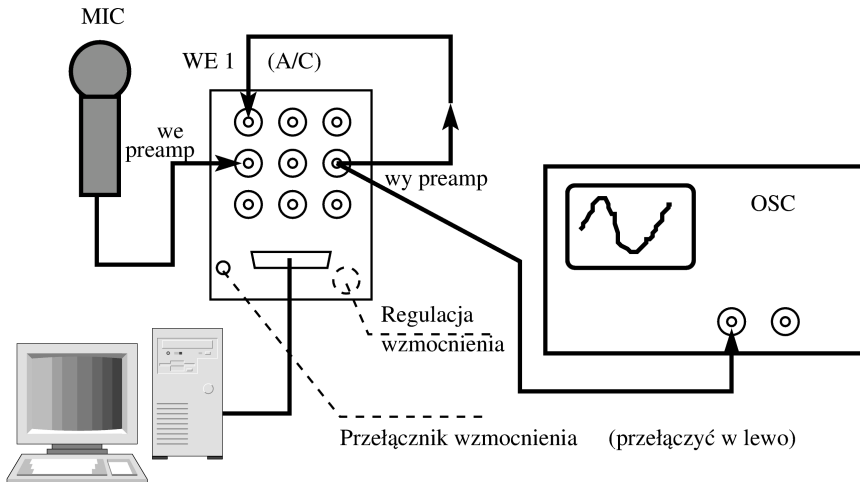 MIC
WE 1 (A/C)
we
preamp
wy preamp
OSC
Regulacja
wzmocnienia
Przełącznik wzmocnienia (przełączyć w lewo)